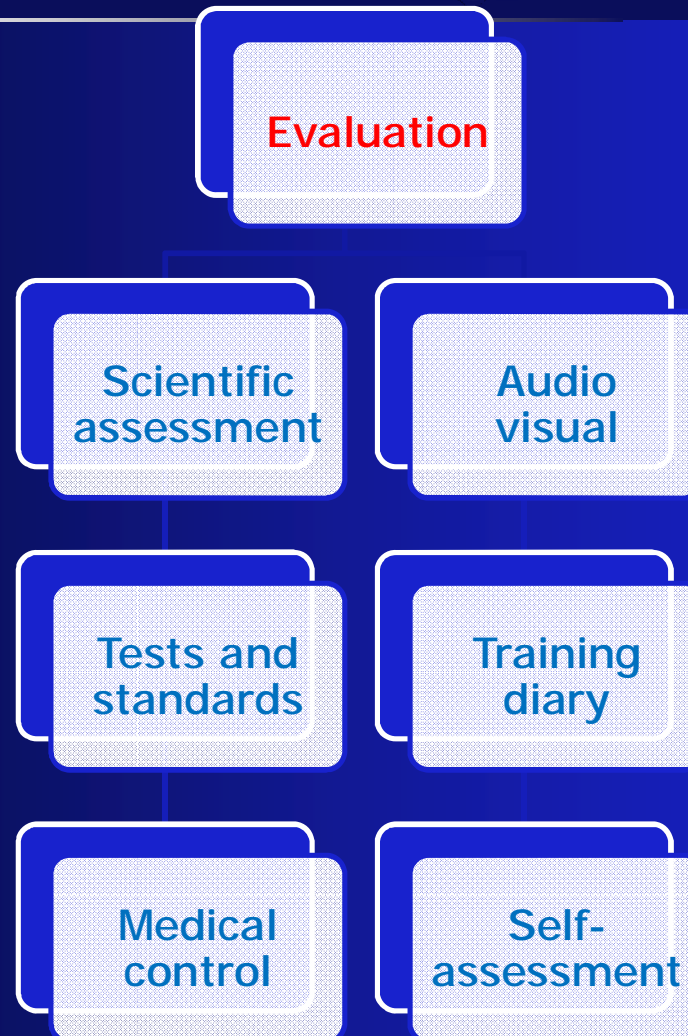 Evaluation
Scientific
assessment
Audio
visual
Tests and
standards
Training
diary
Medical
control
Self-
assessment